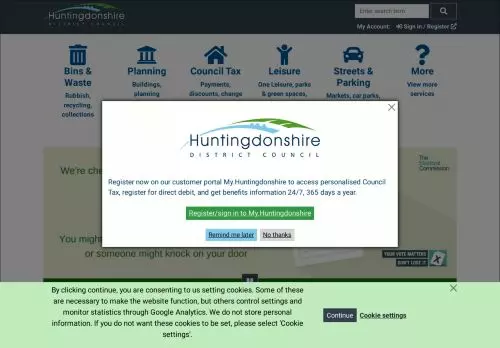 Huntingdonshire
DISTRICT COUNCIL
Enter search term
My Account: Sign in / Register
Bins & Waste
Rubbish, recycling, collections
Planning
Buildings, planning
Council Tax
Payments, discounts, change
Leisure
One Leisure, parks & green spaces,
Streets & Parking
Markets, car parks,
More
View more services
Huntingdonshire
DISTRICT COUNCIL
Register now on our customer portal My.Huntingdonshire to access personalised Council
Tax, register for direct debit, and get benefits information 24/7, 365 days a year.
Register/sign in to My.Huntingdonshire
Remind me later
No thanks
We're che
The Electoral
Commission
You might
or someone might knock on your door
YOUR VOTE MATTERS
DON'T LOSE IT
By clicking continue, you are consenting to us setting cookies. Some of these
are necessary to make the website function, but others control settings and
monitor statistics through Google Analytics. We do not store personal
information. If you do not want these cookies to be set, please select 'Cookie
settings'.
Continue
Cookie settings